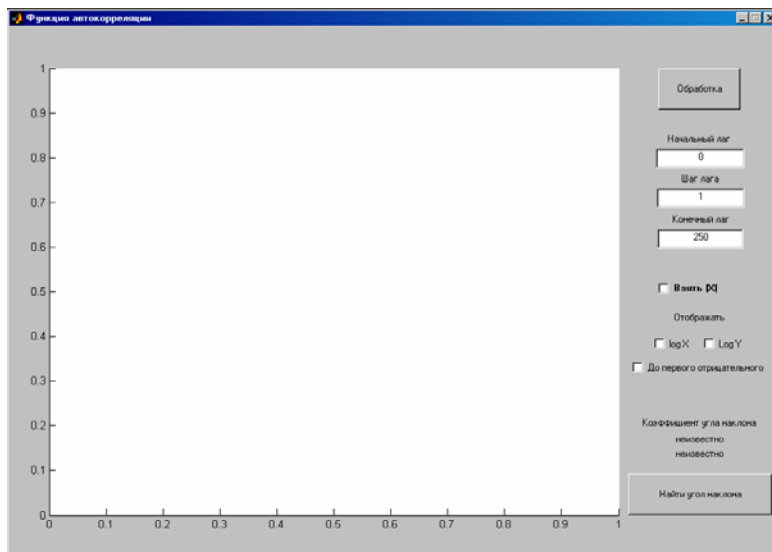 Функция автокорреляции
1
0.9
0.8
0.7
0.6
0.5
0.4
0.3
0.2
0.1
0
0 0.1 0.2 0.3 0.4 0.5 0.6 0.7 0.8 0.9 1
Обработка
Начальный лаг
0
Шаг лага
1
Конечный лаг
250
Взять |X|
Отображать
log X Log Y
До первого отрицательного
Коэффициент угла наклона
неизвестно
неизвестно
Найти угол наклона